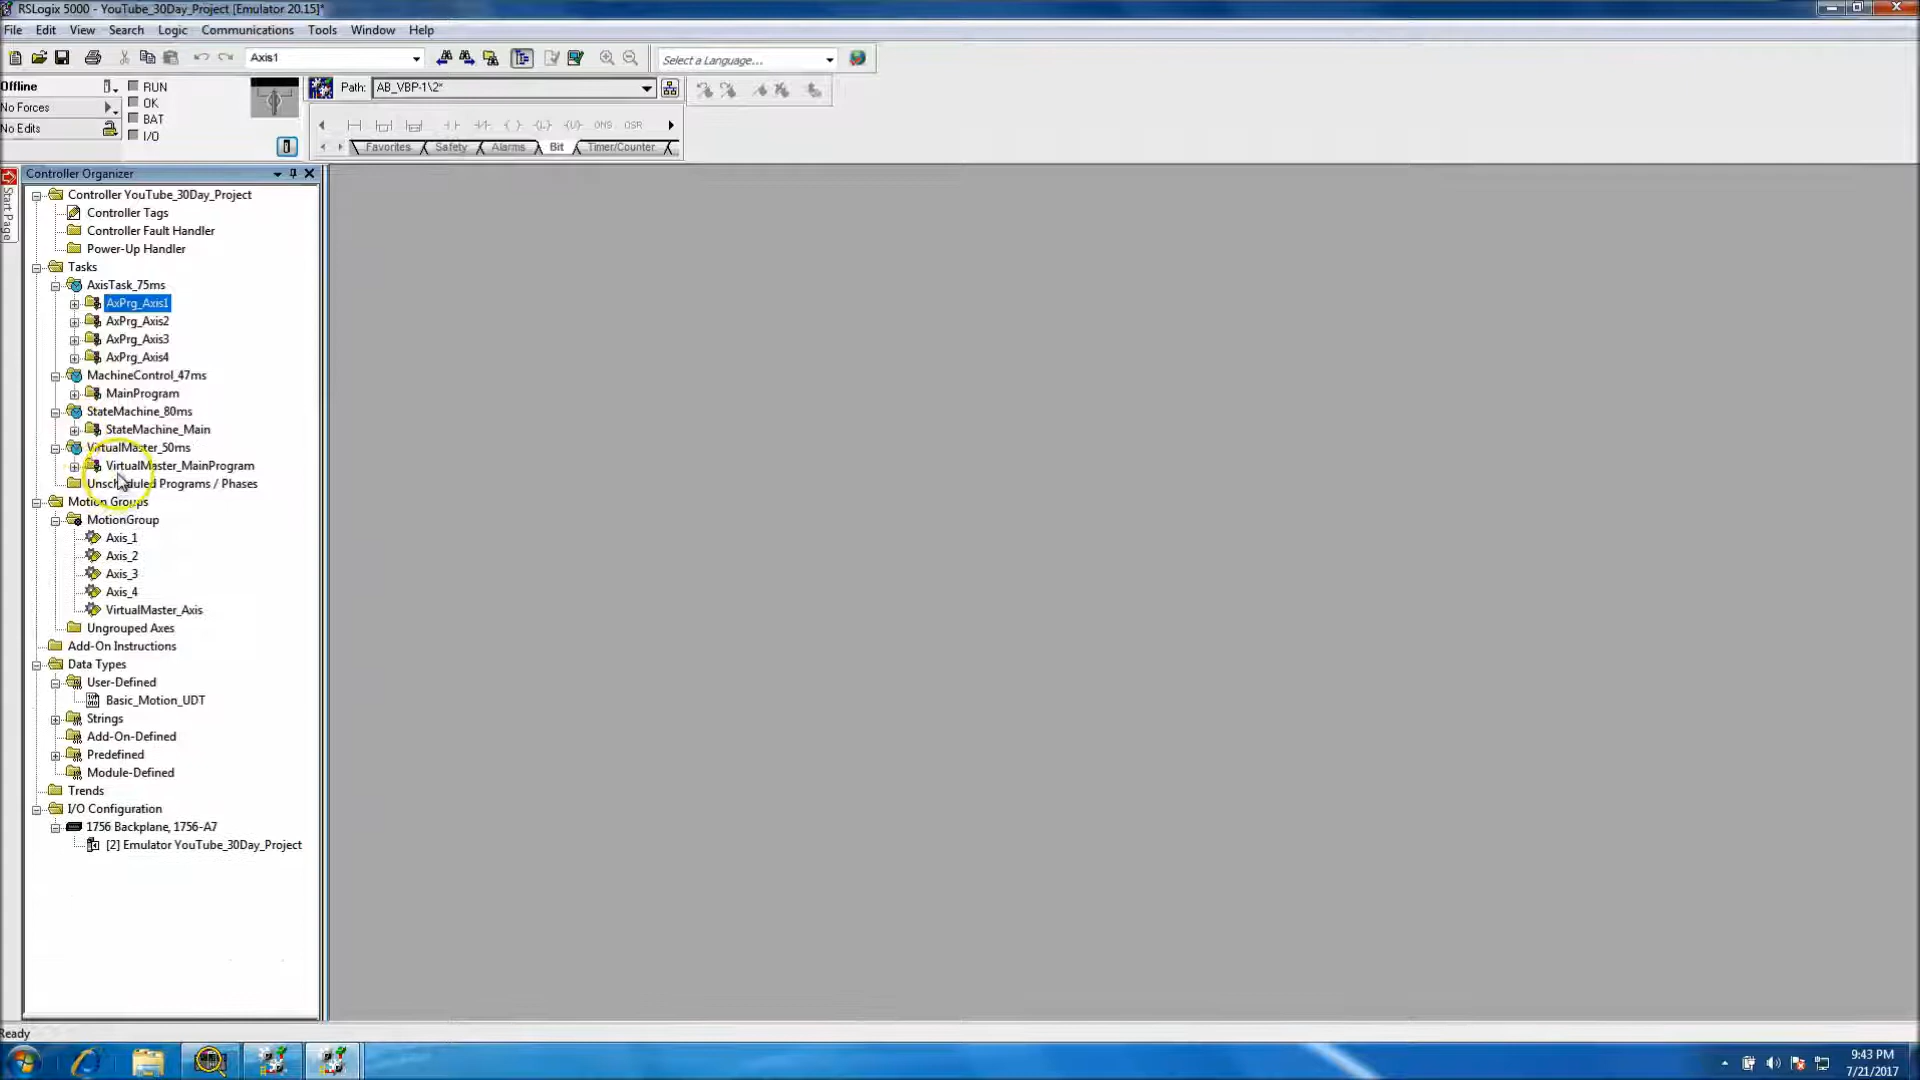 RSLogix 5000 - YouTube_30Day_Project [Emulator 20.15]*
File Edit View Search Logic Communications Tools Window Help
Axis1
Select a Language...
Offline
RUN
Path: AB_VBP-1\2*
No Forces
OK
No Edits
BAT
I/O
ONS OSR
Favorites Safety Alarms Bit Timer/Counter
Start Page
Controller Organizer
Controller YouTube_30Day_Project
Controller Tags
Controller Fault Handler
Power-Up Handler
Tasks
AxisTask_75ms
AxPrg_Axis1
AxPrg_Axis2
AxPrg_Axis3
AxPrg_Axis4
MachineControl_47ms
MainProgram
StateMachine_80ms
StateMachine_Main
VirtualMaster_50ms
VirtualMaster_MainProgram
Unscheduled Programs / Phases
Motion Groups
MotionGroup
Axis_1
Axis_2
Axis_3
Axis_4
VirtualMaster_Axis
Ungrouped Axes
Add-On Instructions
Data Types
User-Defined
Basic_Motion_UDT
Strings
Add-On-Defined
Predefined
Module-Defined
Trends
I/O Configuration
1756 Backplane, 1756-A7
[2] Emulator YouTube_30Day_Project
Ready
9:43 PM
7/21/2017